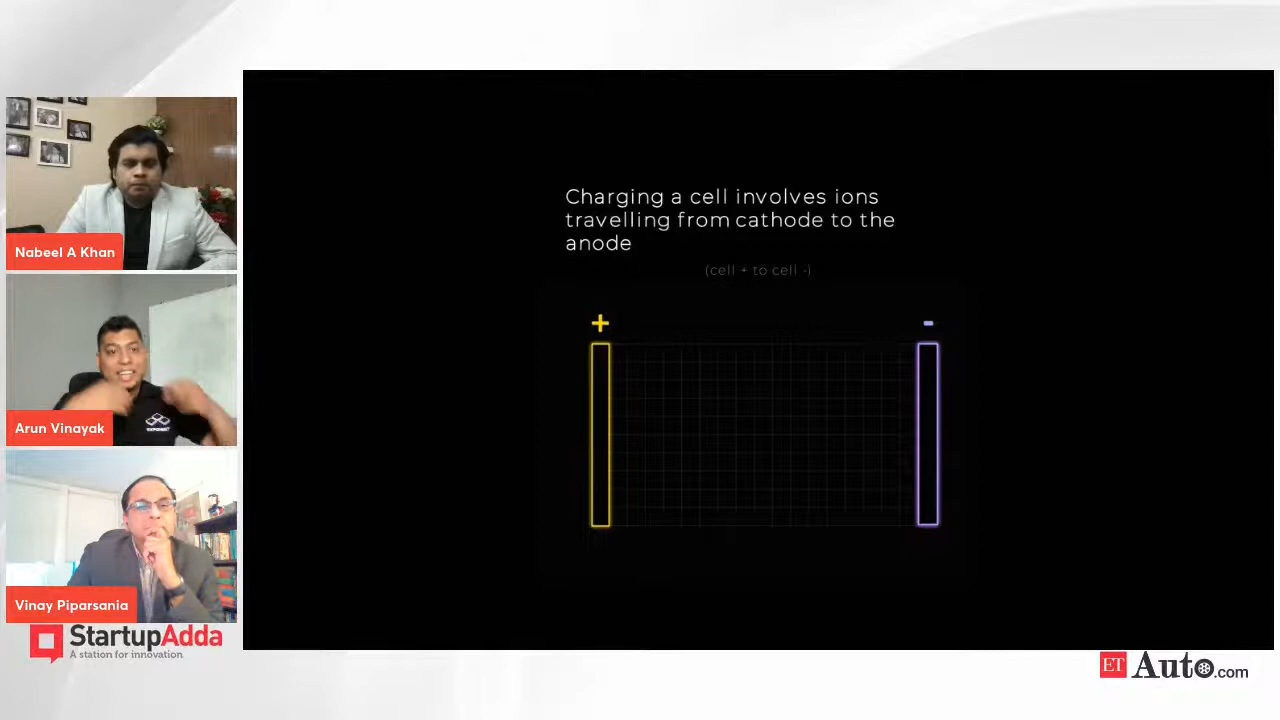 Charging a cell involves ions
travelling from cathode to the
anode
(cell + to cell -)
+
-
Nabeel A Khan
Arun Vinayak
EXPONENT
Vinay Piparsania
StartupAdda
A station for innovation
ET Auto.com